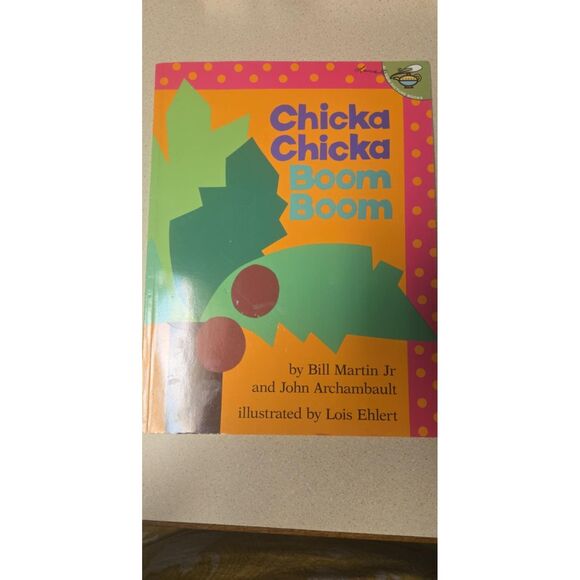 Chicka
Chicka
Boom
Boom
by Bill Martin Jr
and John Archambault
illustrated by Lois Ehlert